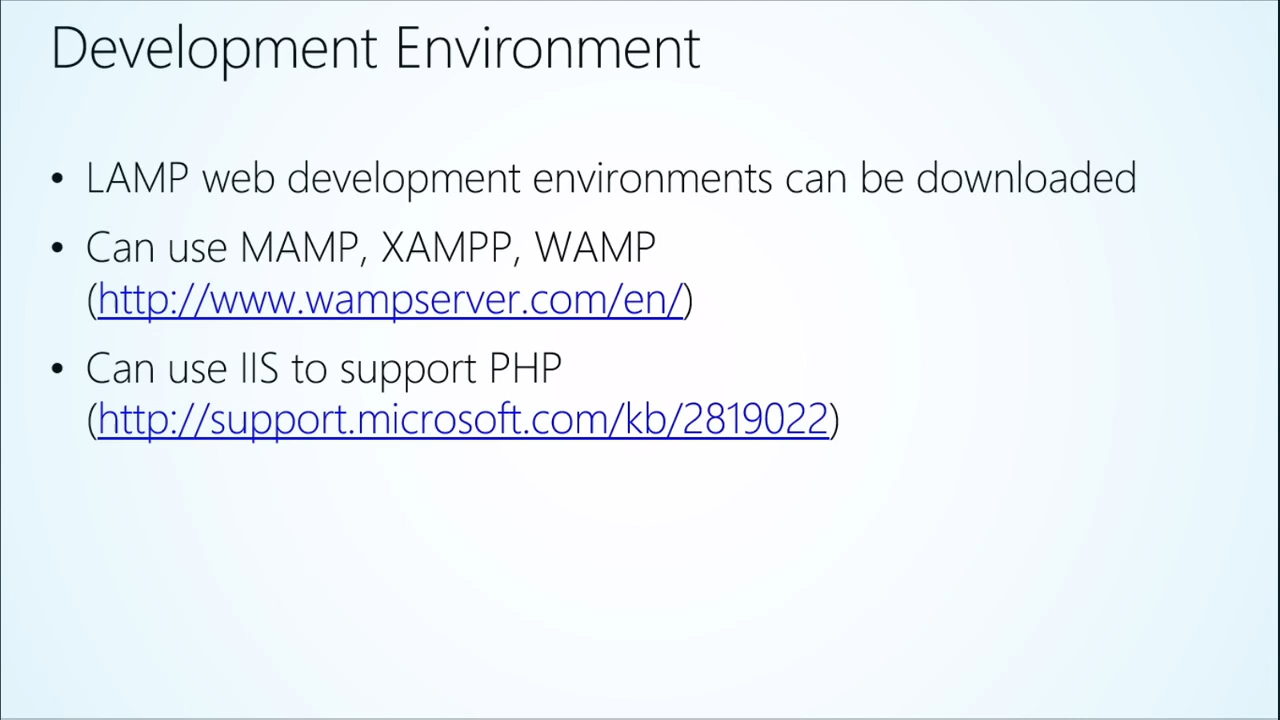 Development Environment
• LAMP web development environments can be downloaded
• Can use MAMP, XAMPP, WAMP
(http://www.wampserver.com/en/)
• Can use IIS to support PHP
(http://support.microsoft.com/kb/2819022)